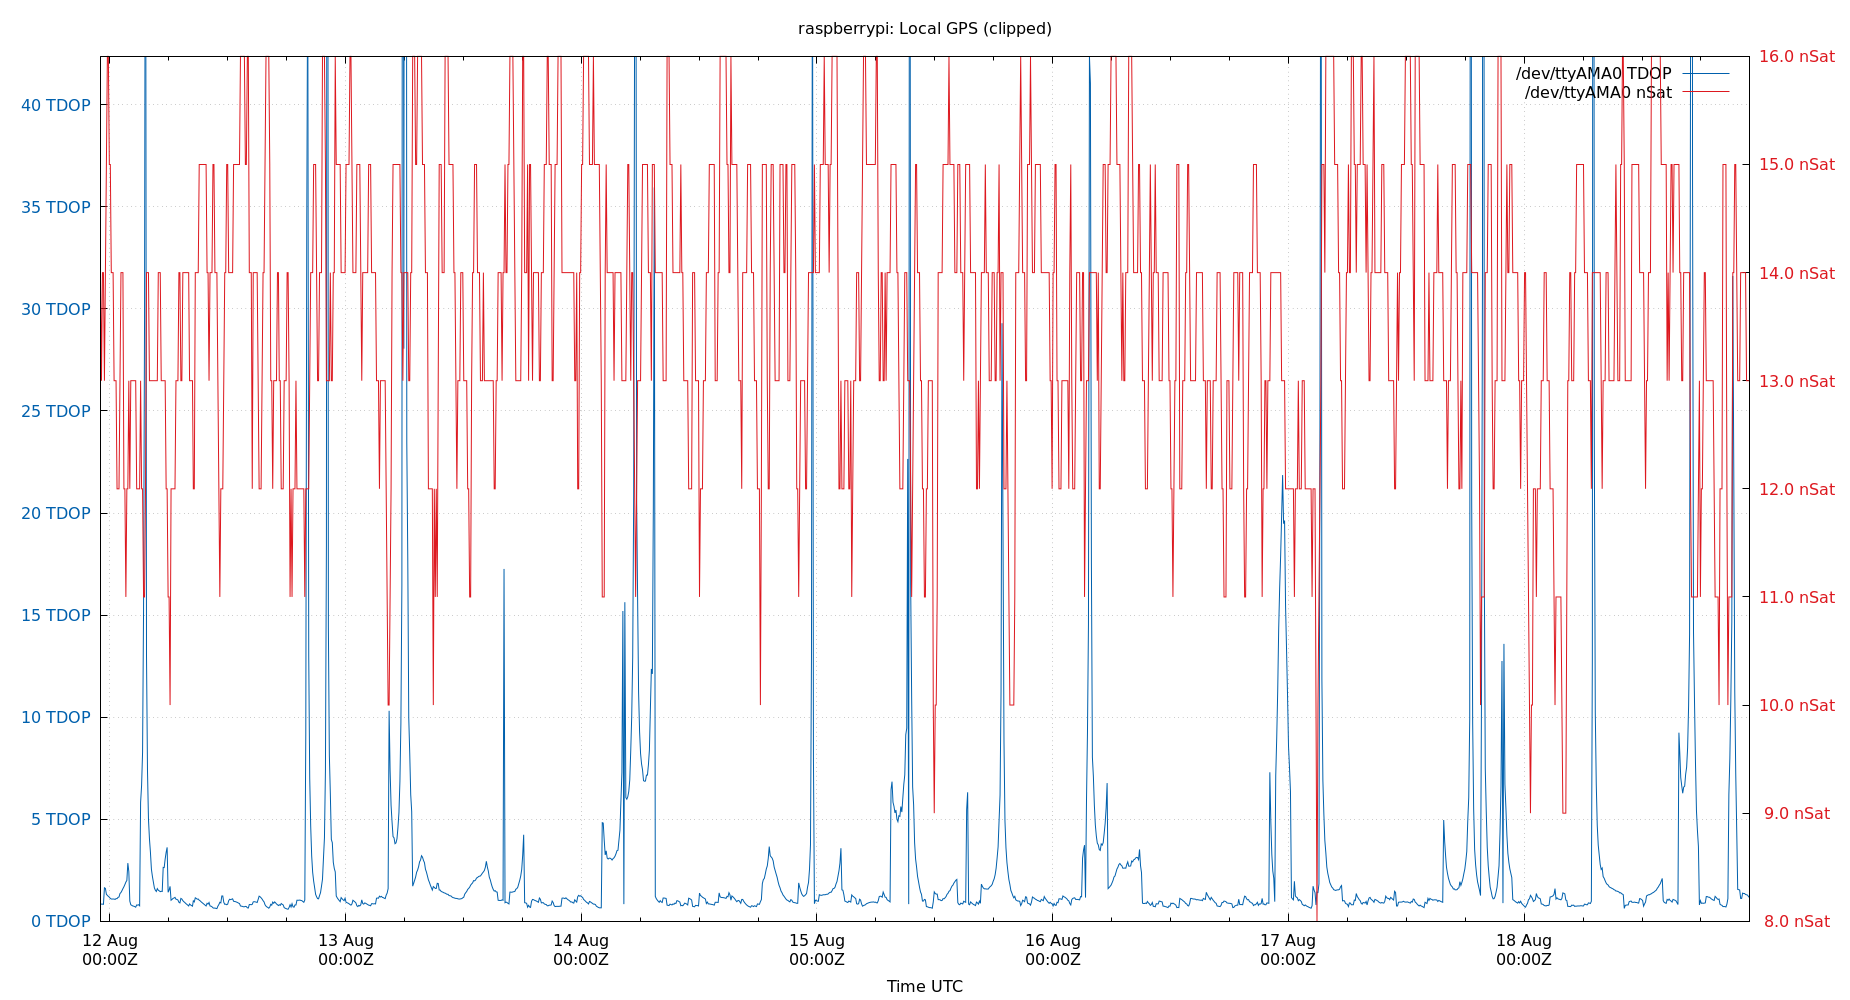 raspberrypi: Local GPS (clipped)
/dev/ttyAMA0 TDOP
/dev/ttyAMA0 nSat
40 TDOP
35 TDOP
30 TDOP
25 TDOP
20 TDOP
15 TDOP
10 TDOP
5 TDOP
0 TDOP
16.0 nSat
15.0 nSat
14.0 nSat
13.0 nSat
12.0 nSat
11.0 nSat
10.0 nSat
9.0 nSat
8.0 nSat
12 Aug
00:00Z
13 Aug
00:00Z
14 Aug
00:00Z
15 Aug
00:00Z
16 Aug
00:00Z
17 Aug
00:00Z
18 Aug
00:00Z
Time UTC